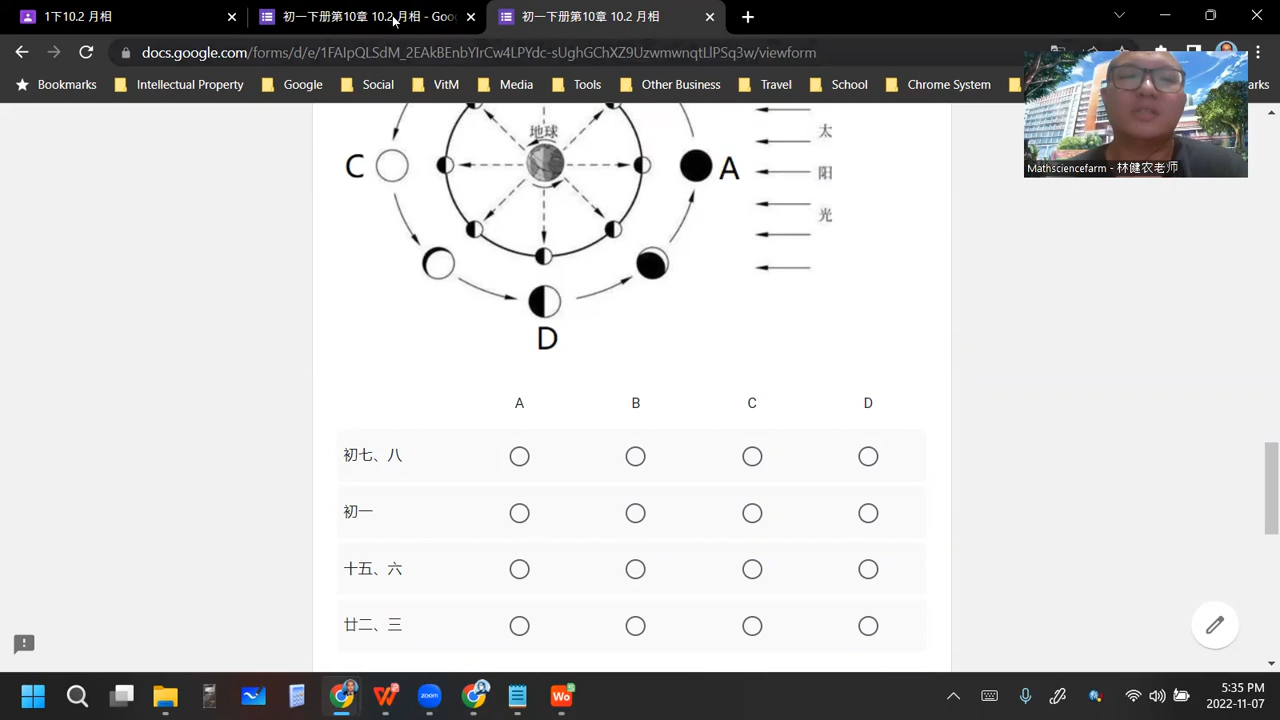 1下10.2 月相
初一下册第10章 10.2 月相 - Goo
初一下册第10章 10.2 月相
docs.google.com/forms/d/e/1FAIpQLSdM_2EAkBEnbYIrCw4LPYdc-sUghGChXZ9UzwmwnqtLlPSq3w/viewform
Bookmarks
Intellectual Property
Google
Social
VitM
Media
Tools
Other Business
Travel
School
Chrome System
地球
太
阳
光
C
A
D
Mathsciencefarm - 林健农老师
A B C D
初七、八
初一
十五、六
廿二、三
zoom
Wo
5:35 PM
2022-11-07